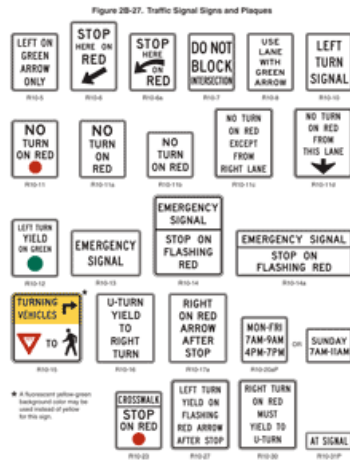 Figure 2B-27. Traffic Signal Signs and Plaques
LEFT ON
GREEN
ARROW
ONLY
R10-5
STOP
HERE ON
RED
R10-6
STOP
HERE
ON
RED
R10-6a
DO NOT
BLOCK
INTERSECTION
R10-7
USE
LANE
WITH
GREEN
ARROW
R10-8
LEFT
TURN
SIGNAL
R10-10
NO
TURN
ON RED
R10-11
NO
TURN
ON
RED
R10-11a
NO
TURN
ON RED
R10-11b
NO TURN
ON RED
EXCEPT
FROM
RIGHT LANE
R10-11c
NO TURN
ON RED
FROM
THIS LANE
R10-11d
LEFT TURN
YIELD
ON GREEN
R10-12
EMERGENCY
SIGNAL
R10-13
EMERGENCY
SIGNAL
STOP ON
FLASHING
RED
R10-14
EMERGENCY SIGNAL
STOP ON
FLASHING RED
R10-14a
TURNING
VEHICLES
TO
*
R10-15
U-TURN
YIELD
TO
RIGHT
TURN
R10-16
RIGHT
ON RED
ARROW
AFTER
STOP
R10-17a
MON-FRI
7AM-9AM
4PM-7PM
R10-20aP
OR
SUNDAY
7AM-11AM
* A fluorescent yellow-green
background color may be
used instead of yellow
for this sign.
CROSSWALK
STOP
ON RED
R10-23
LEFT TURN
YIELD ON
FLASHING
RED ARROW
AFTER STOP
R10-27
RIGHT TURN
ON RED
MUST
YIELD TO
U-TURN
R10-30
AT SIGNAL
R10-31P